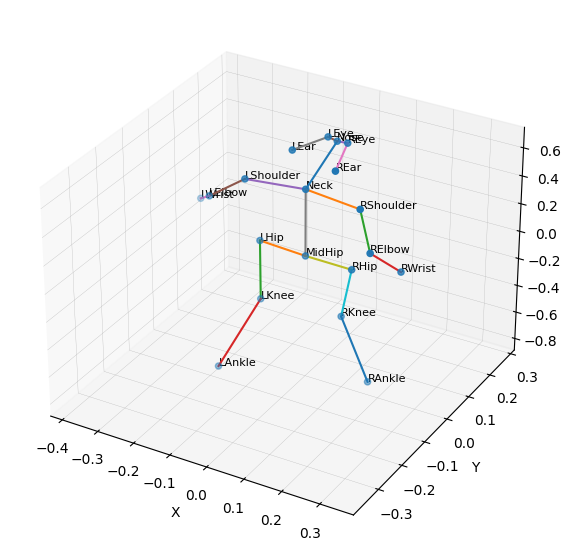 LEye
Nose
REye
LEar
REar
LShoulder
Neck
LElbow
LWrist
RShoulder
LHip
MidHip
RElbow
RHip
RWrist
LKnee
RKnee
LAnkle
RAnkle
0.6
0.4
0.2
0.0
−0.2
−0.4
−0.6
−0.8
−0.4
−0.3
−0.2
−0.1
0.0
0.1
0.2
0.3
X
0.3
0.2
0.1
0.0
−0.1
−0.2
−0.3
Y